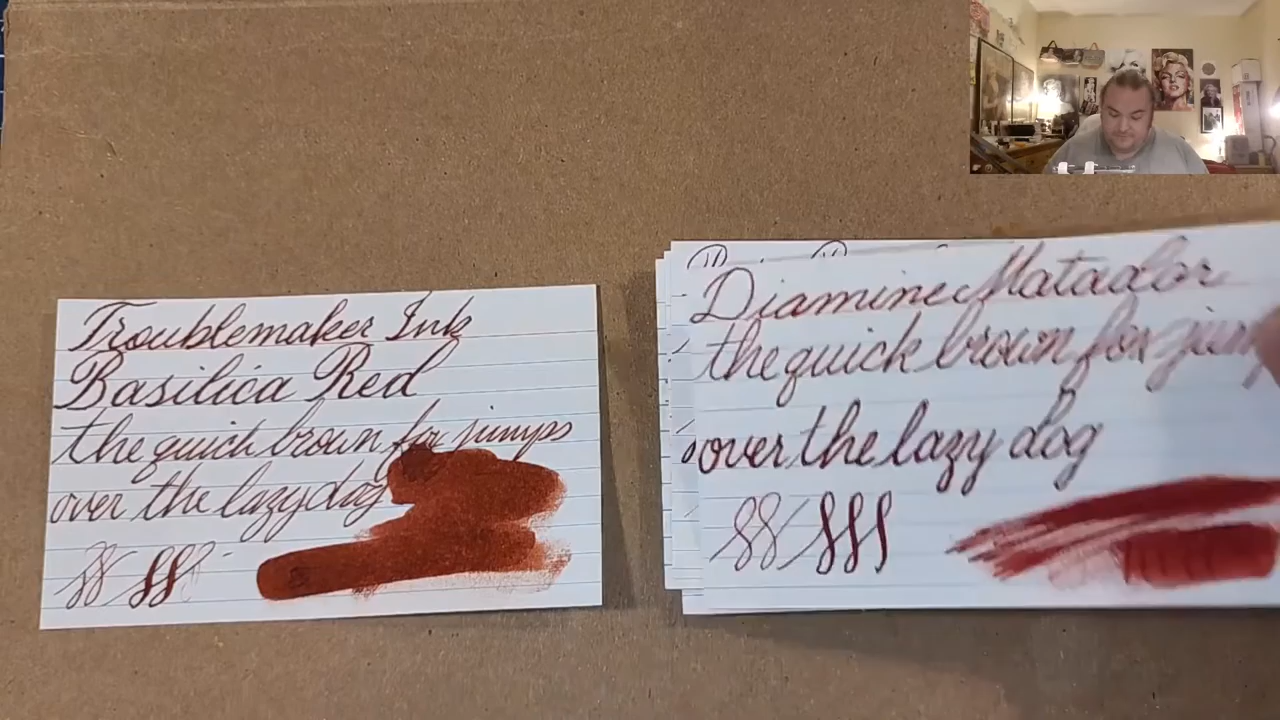 Troublemaker Ink
Basilica Red
the quick brown fox jumps
over the lazy dog
Diamine Matador
the quick brown fox jum
over the lazy dog